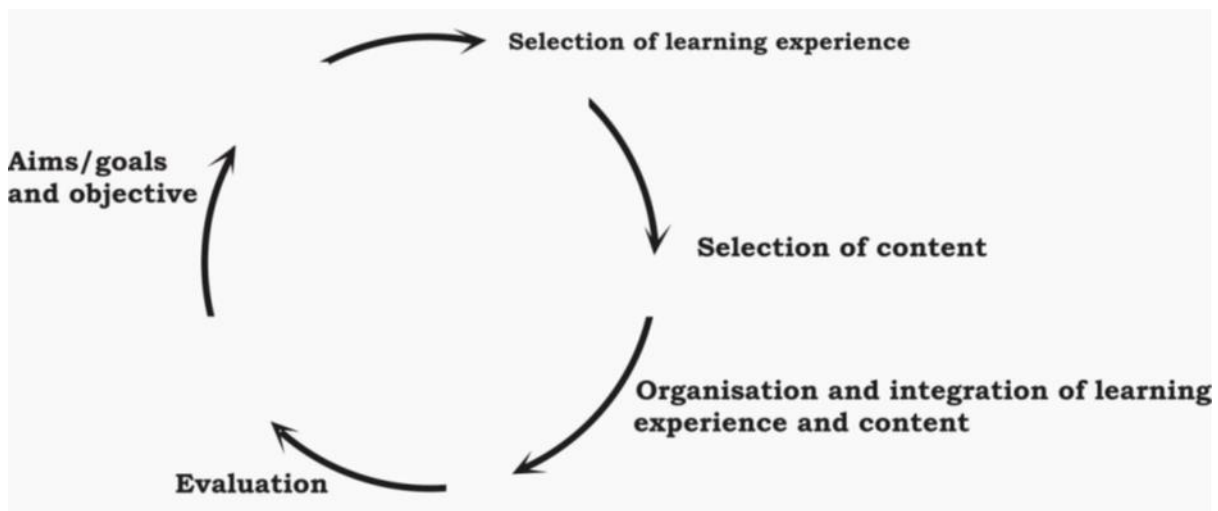 Selection of learning experience
Aims/goals
and objective
Selection of content
Organisation and integration of learning
experience and content
Evaluation